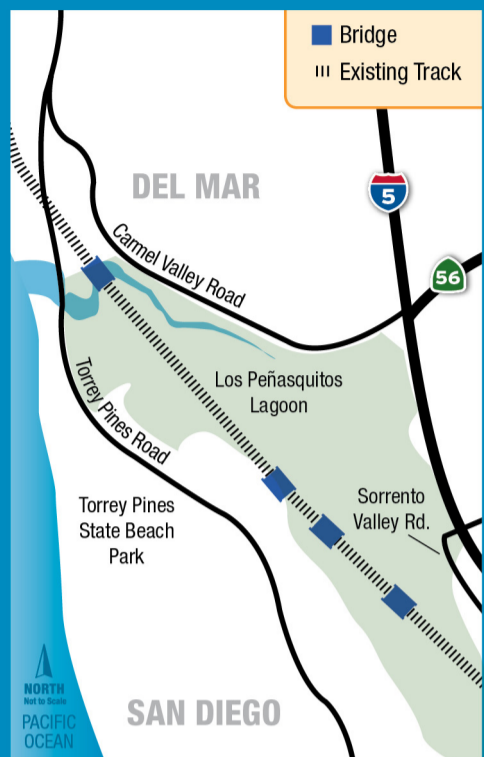 Bridge
Existing Track
5
DEL MAR
56
Carmel Valley Road
Los Peñasquitos
Lagoon
Torrey Pines Road
Sorrento
Valley Rd.
Torrey Pines
State Beach
Park
NORTH
Not to Scale
PACIFIC
OCEAN
SAN DIEGO